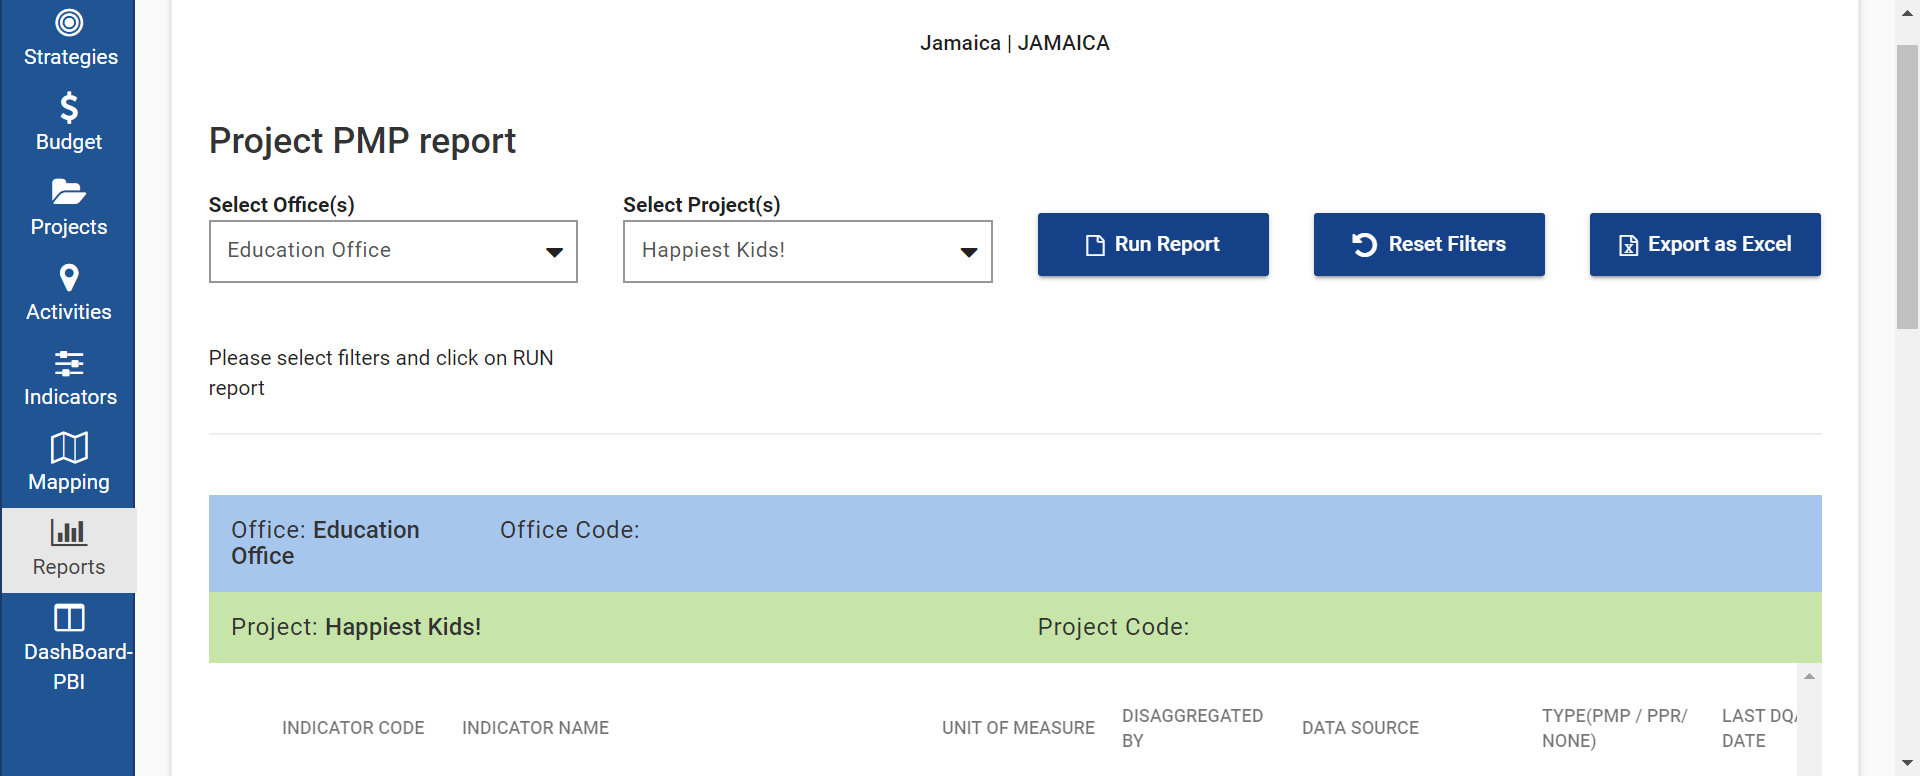 Strategies
Budget
Projects
Activities
Indicators
Mapping
Reports
DashBoard-
PBI
Jamaica | JAMAICA
Project PMP report
Select Office(s)
Education Office
Select Project(s)
Happiest Kids!
Run Report
Reset Filters
Export as Excel
Please select filters and click on RUN
report
Office: Education Office Code:
Office
Project: Happiest Kids! Project Code:
INDICATOR CODE INDICATOR NAME UNIT OF MEASURE DISAGGREGATED DATA SOURCE TYPE(PMP / PPR/ LAST DQA
BY NONE) DATE